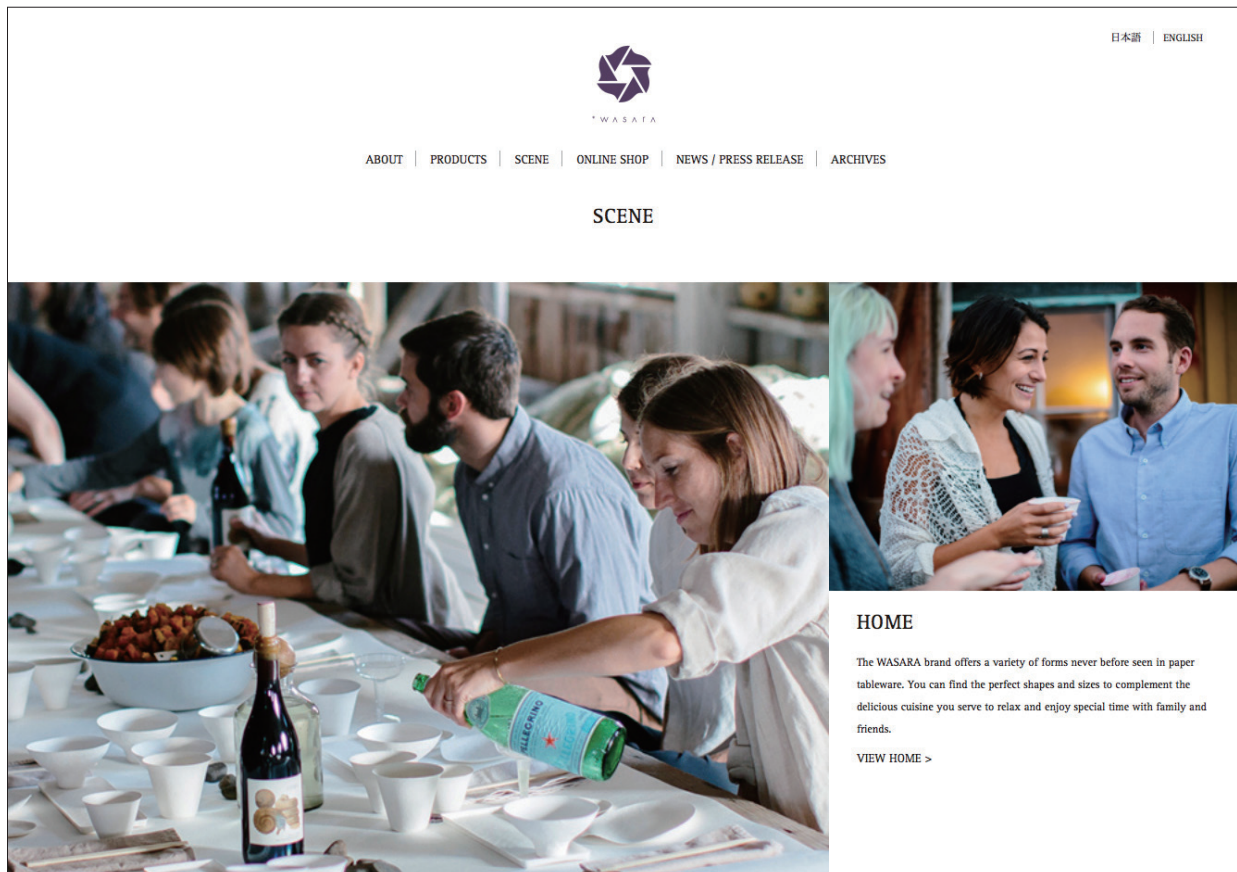 日本語 | ENGLISH
WASARA
ABOUT | PRODUCTS | SCENE | ONLINE SHOP | NEWS / PRESS RELEASE | ARCHIVES
SCENE
PELLEGRINO
HOME
The WASARA brand offers a variety of forms never before seen in paper
tableware. You can find the perfect shapes and sizes to complement the
delicious cuisine you serve to relax and enjoy special time with family and
friends.
VIEW HOME >